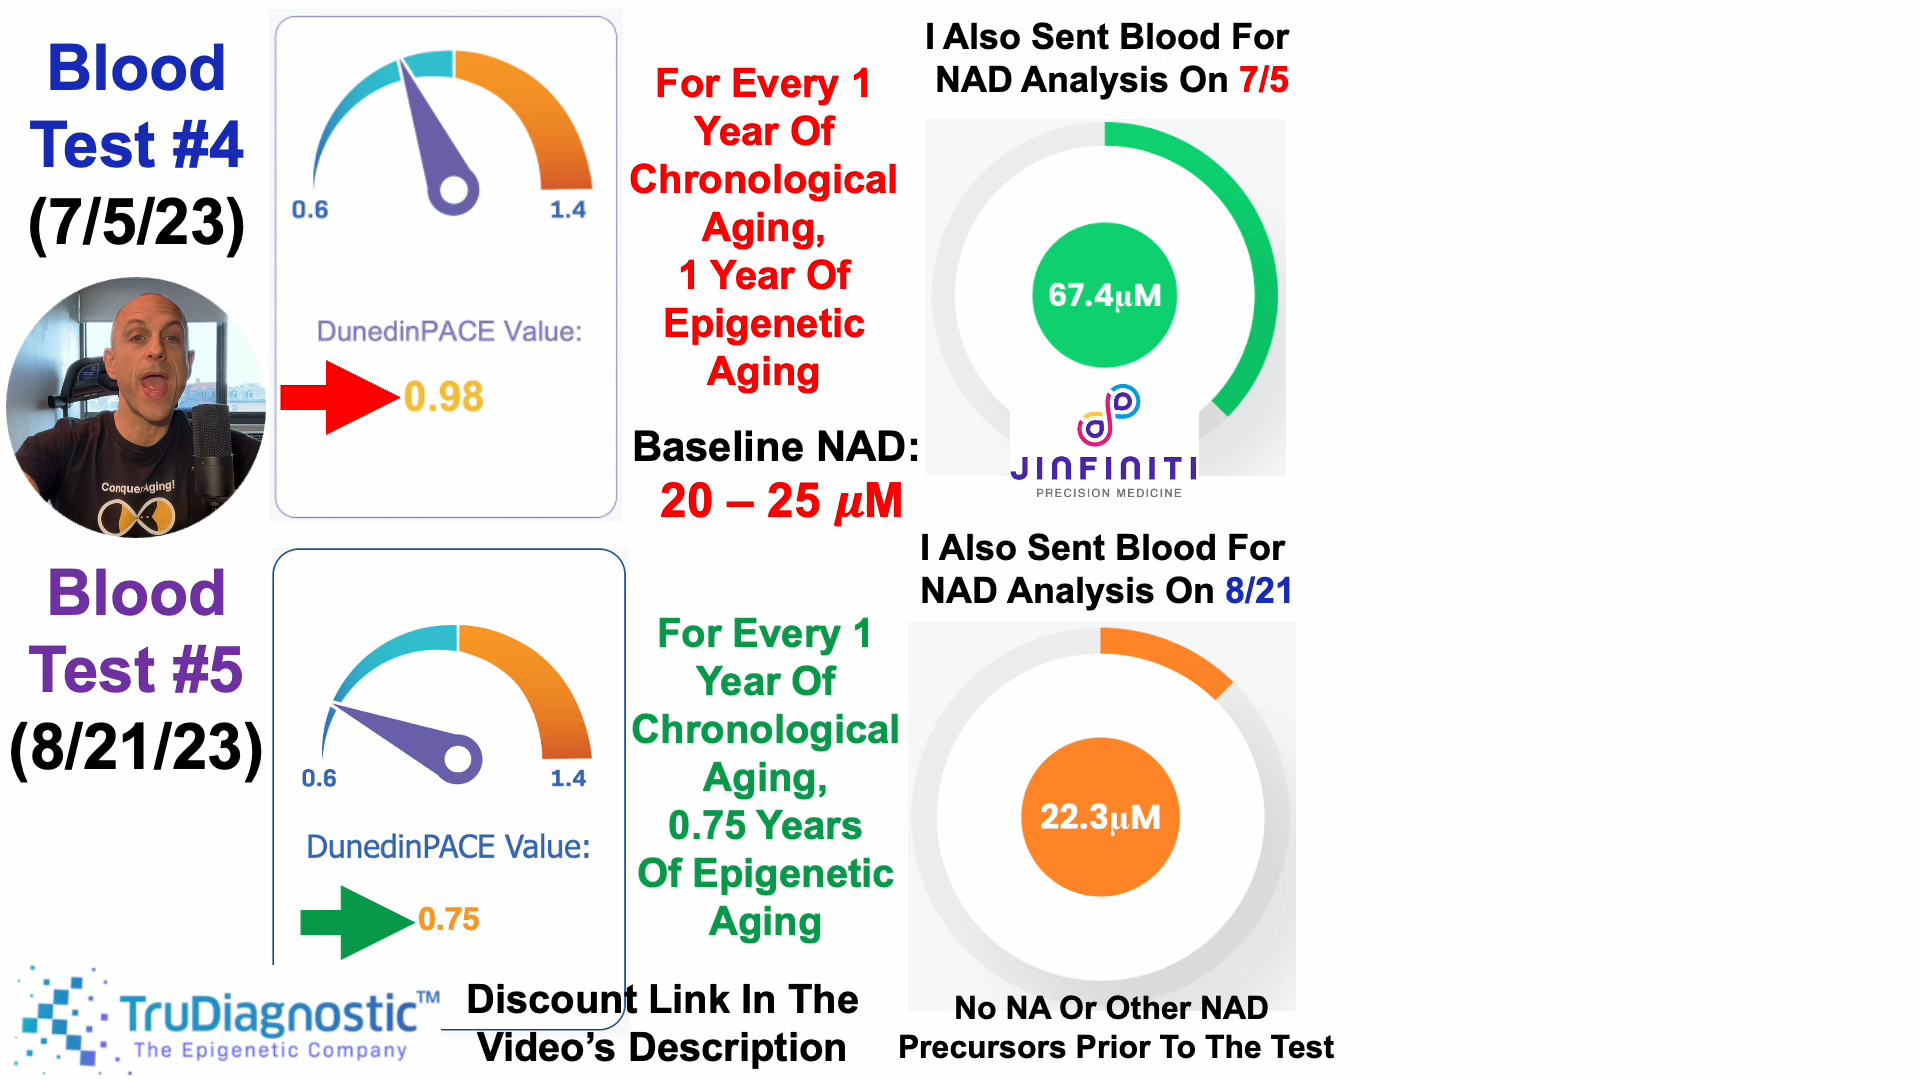 Blood
Test #4
(7/5/23)
0.6
1.4
DunedinPACE Value:
0.98
For Every 1
Year Of
Chronological
Aging,
1 Year Of
Epigenetic
Aging
Baseline NAD:
20 – 25 μM
I Also Sent Blood For
NAD Analysis On 7/5
67.4μM
JINFINITI
PRECISION MEDICINE
ConquerAging!
Blood
Test #5
(8/21/23)
0.6
1.4
DunedinPACE Value:
0.75
For Every 1
Year Of
Chronological
Aging,
0.75 Years
Of Epigenetic
Aging
I Also Sent Blood For
NAD Analysis On 8/21
22.3μM
No NA Or Other NAD
Precursors Prior To The Test
TruDiagnostic™
The Epigenetic Company
Discount Link In The
Video’s Description